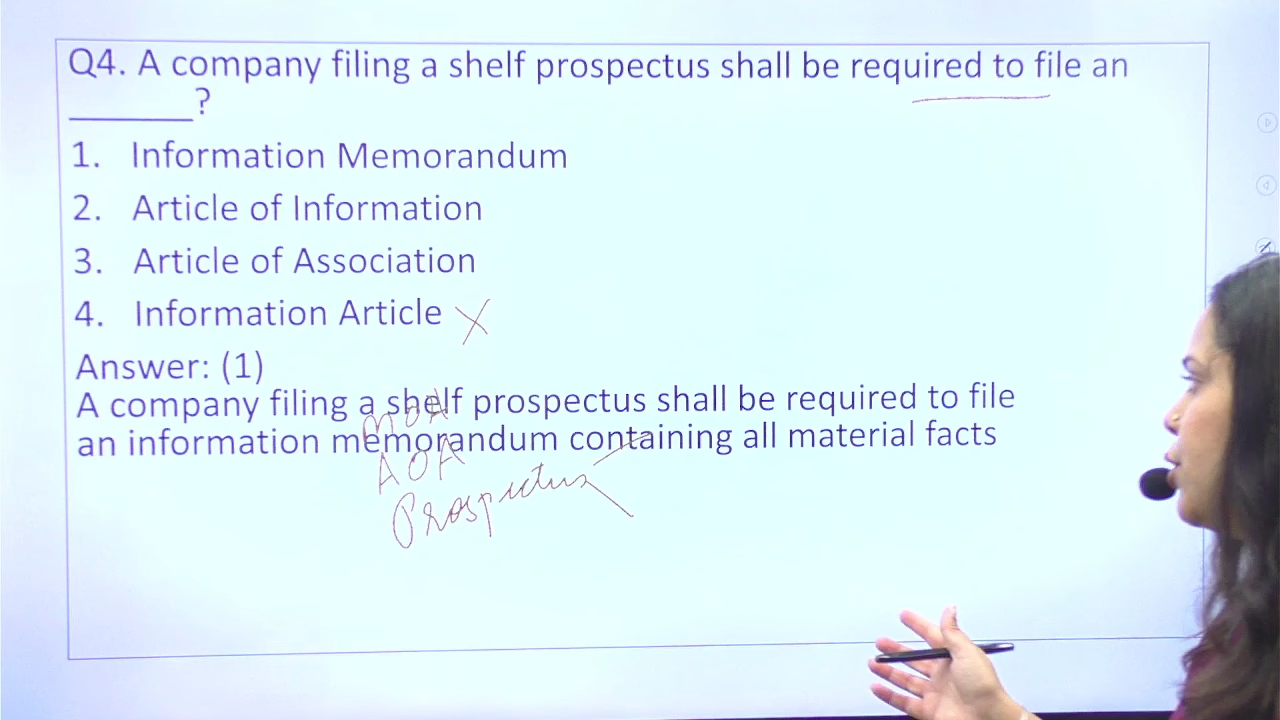 Q4. A company filing a shelf prospectus shall be required to file an
______?
1. Information Memorandum
2. Article of Information
3. Article of Association
4. Information Article X
Answer: (1)
A company filing a shelf prospectus shall be required to file
an information memorandum containing all material facts
MOA
AOA
Prospectus